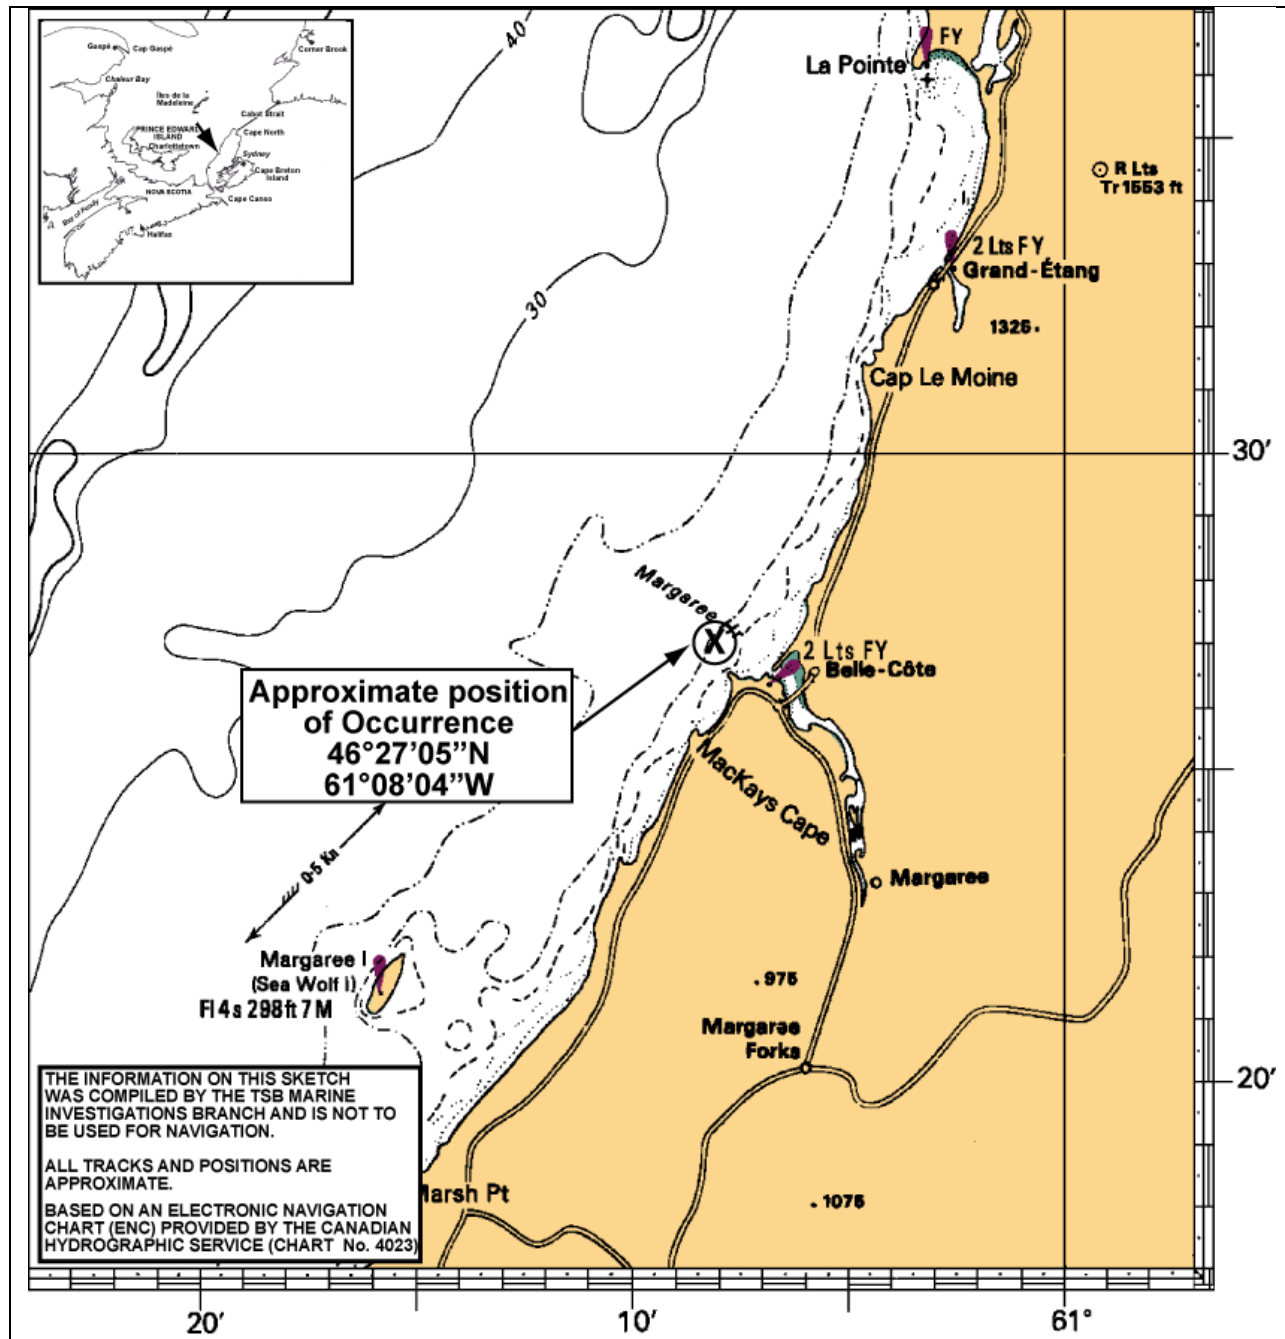 Gaspé
Cap Gaspé
Corner Brook
Chaleur Bay
Îles de la
Madeleine
Cabot Strait
PRINCE EDWARD
ISLAND
Charlottetown
Cape North
Sydney
Cape Breton
Island
NOVA SCOTIA
Bay of Fundy
Cape Canso
Halifax
40
FY
La Pointe
R Lts
Tr 1553 ft
2 Lts F Y
Grand-Étang
30
1325
Cap Le Moine
30'
Margaree Hr
X
2 Lts FY
Belle-Côte
Approximate position
of Occurrence
46°27'05”N
61°08'04”W
MacKays Cape
0·5 Kn
Margaree
Margaree I
(Sea Wolf I)
Fl 4 s 298 ft 7 M
975
Margaree
Forks
20'
THE INFORMATION ON THIS SKETCH
WAS COMPILED BY THE TSB MARINE
INVESTIGATIONS BRANCH AND IS NOT TO
BE USED FOR NAVIGATION.
ALL TRACKS AND POSITIONS ARE
APPROXIMATE.
BASED ON AN ELECTRONIC NAVIGATION
CHART (ENC) PROVIDED BY THE CANADIAN
HYDROGRAPHIC SERVICE (CHART No. 4023)
Marsh Pt
1075
20'
10'
61°